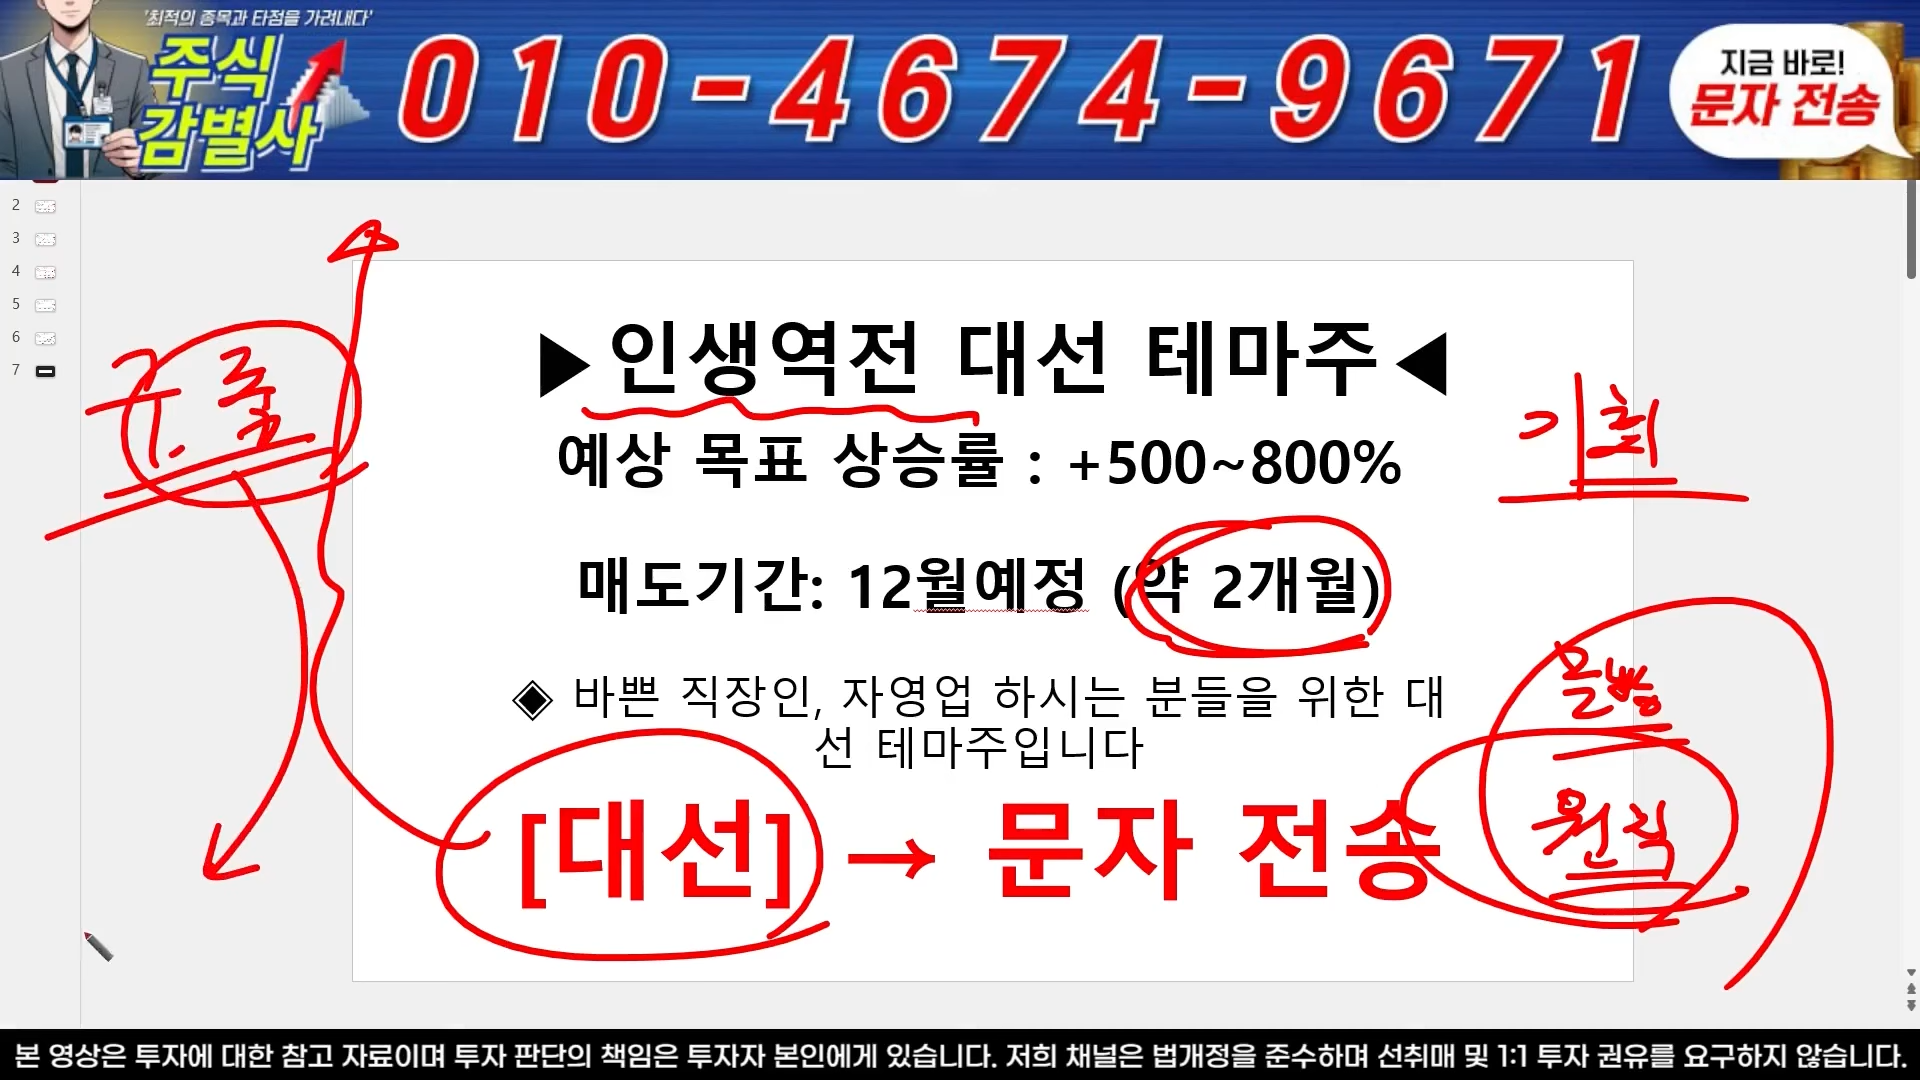 '최적의 종목과 타점을 가려내다'
주식
감별사
010-4674-9671
지금 바로!
문자 전송
2
3
4
5
6
7
▶인생역전 대선 테마주◀
예상 목표 상승률 : +500~800%
매도기간: 12월예정 (약 2개월)
◈ 바쁜 직장인, 자영업 하시는 분들을 위한 대
선 테마주입니다
[대선] → 문자 전송
기회
몰빵
원칙
본 영상은 투자에 대한 참고 자료이며 투자 판단의 책임은 투자자 본인에게 있습니다. 저희 채널은 법개정을 준수하며 선취매 및 1:1 투자 권유를 요구하지 않습니다.